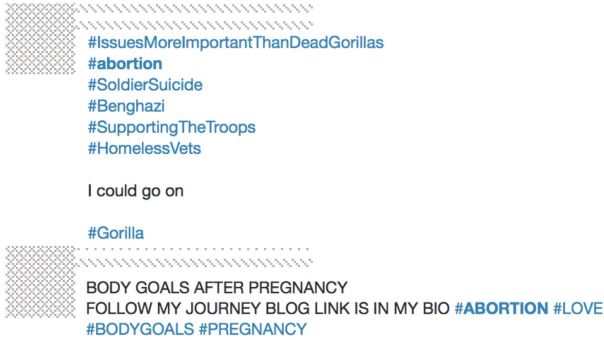 #IssuesMoreImportantThanDeadGorillas
#abortion
#SoldierSuicide
#Benghazi
#SupportingTheTroops
#HomelessVets
I could go on
#Gorilla
BODY GOALS AFTER PREGNANCY
FOLLOW MY JOURNEY BLOG LINK IS IN MY BIO #ABORTION #LOVE
#BODYGOALS #PREGNANCY